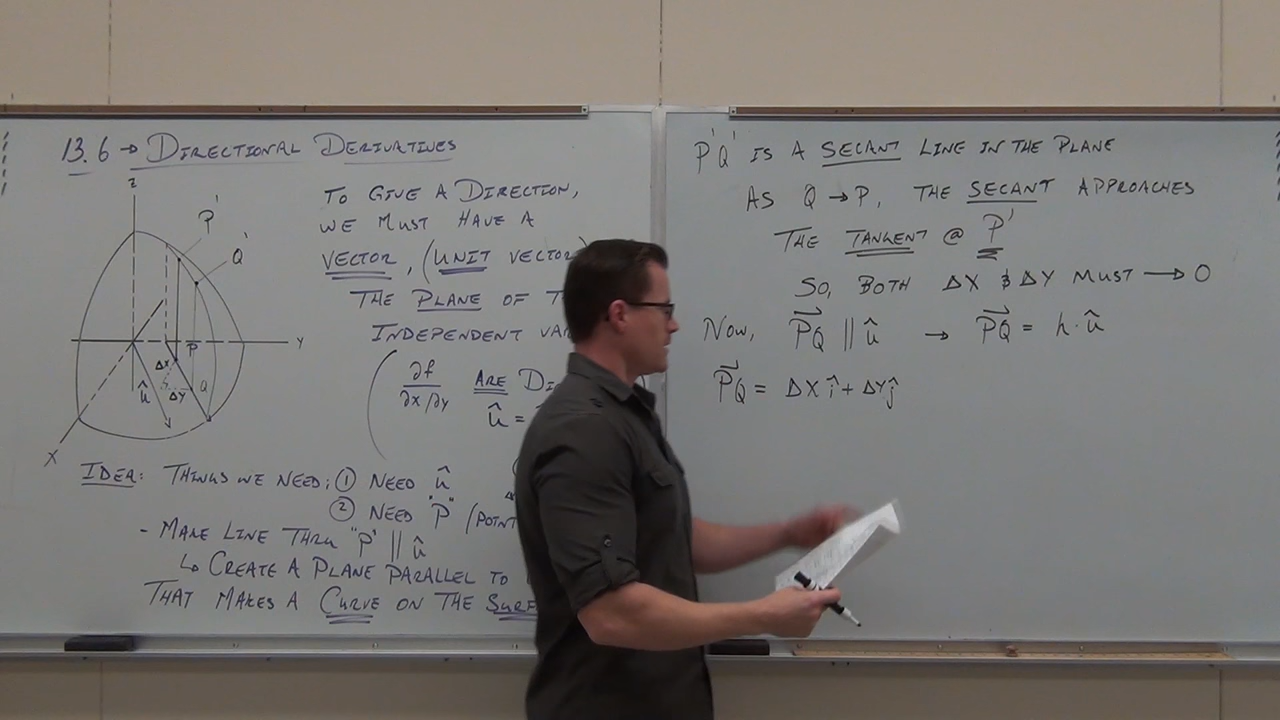 13.6 → DIRECTIONAL DERIVATIVES
Z
P'
Q'
Y
P
ΔX
Q
û
ΔY
X
TO GIVE A DIRECTION,
WE MUST HAVE A
VECTOR, (UNIT VECTOR)
THE PLANE OF
INDEPENDENT
( ∂f/∂x/∂y ARE
û =
IDEA: THINGS WE NEED: ① NEED û
② NEED "P" (POINT
- MAKE LINE THRU "P" || û
↳ CREATE A PLANE PARALLEL TO
THAT MAKES A CURVE ON THE
P'Q' IS A SECANT LINE IN THE PLANE
AS Q → P, THE SECANT APPROACHES
THE TANGENT @ P'
SO, BOTH ΔX & ΔY MUST → 0
NOW, PQ⃗ || û → PQ⃗ = h · û
PQ⃗ = ΔX î + ΔY ĵ